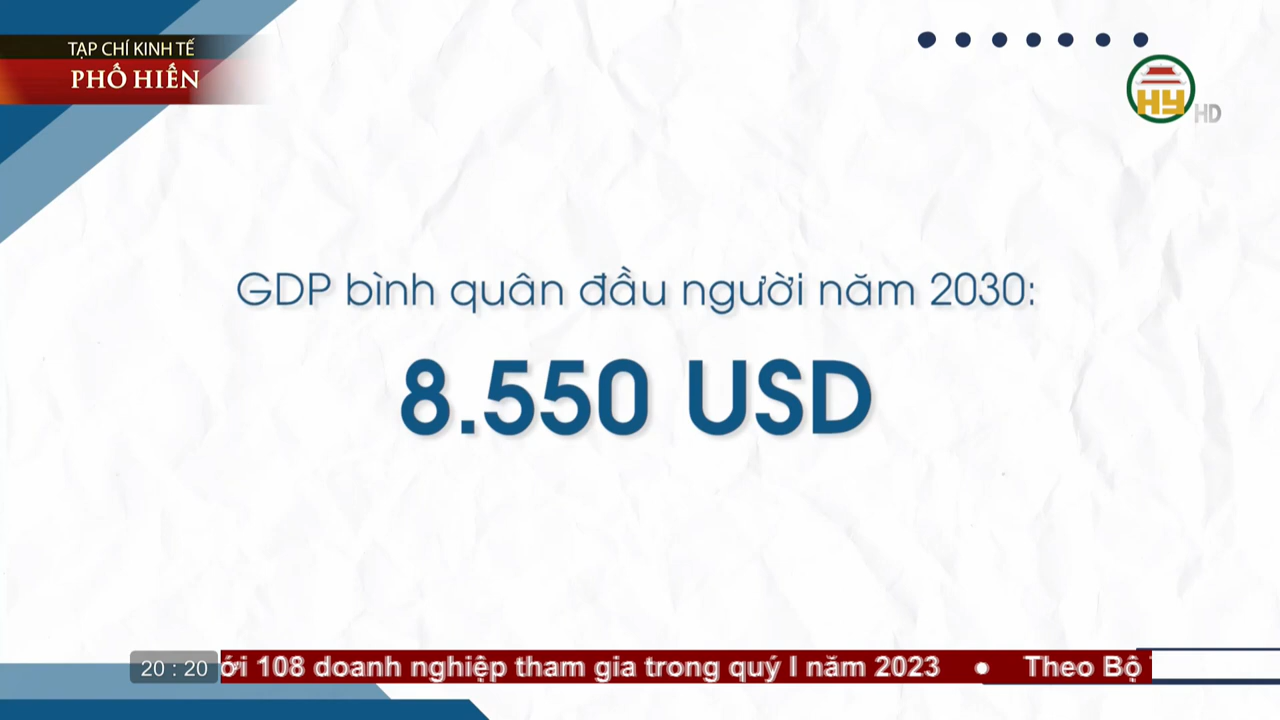 TẠP CHÍ KINH TẾ
PHỐ HIẾN
HY
HD
GDP bình quân đầu người năm 2030:
8.550 USD
20 : 20
108 doanh nghiệp tham gia trong quý I năm 2023 • Theo Bộ